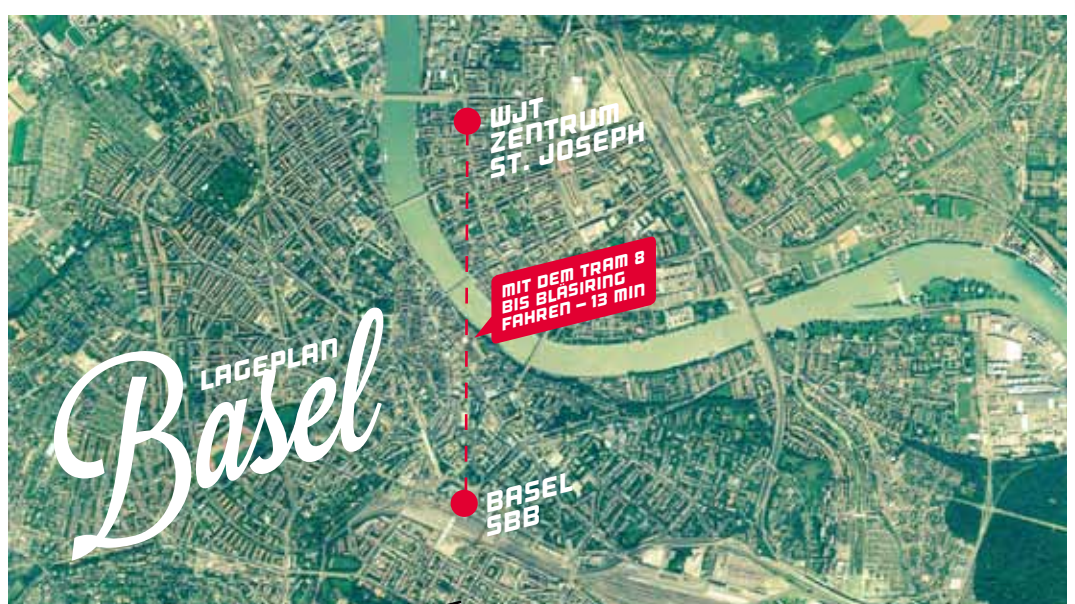 WJT
ZENTRUM
ST. JOSEPH
MIT DEM TRAM 8
BIS BLÄSIRING
FAHREN – 13 MIN
LAGEPLAN
Basel
BASEL
SBB